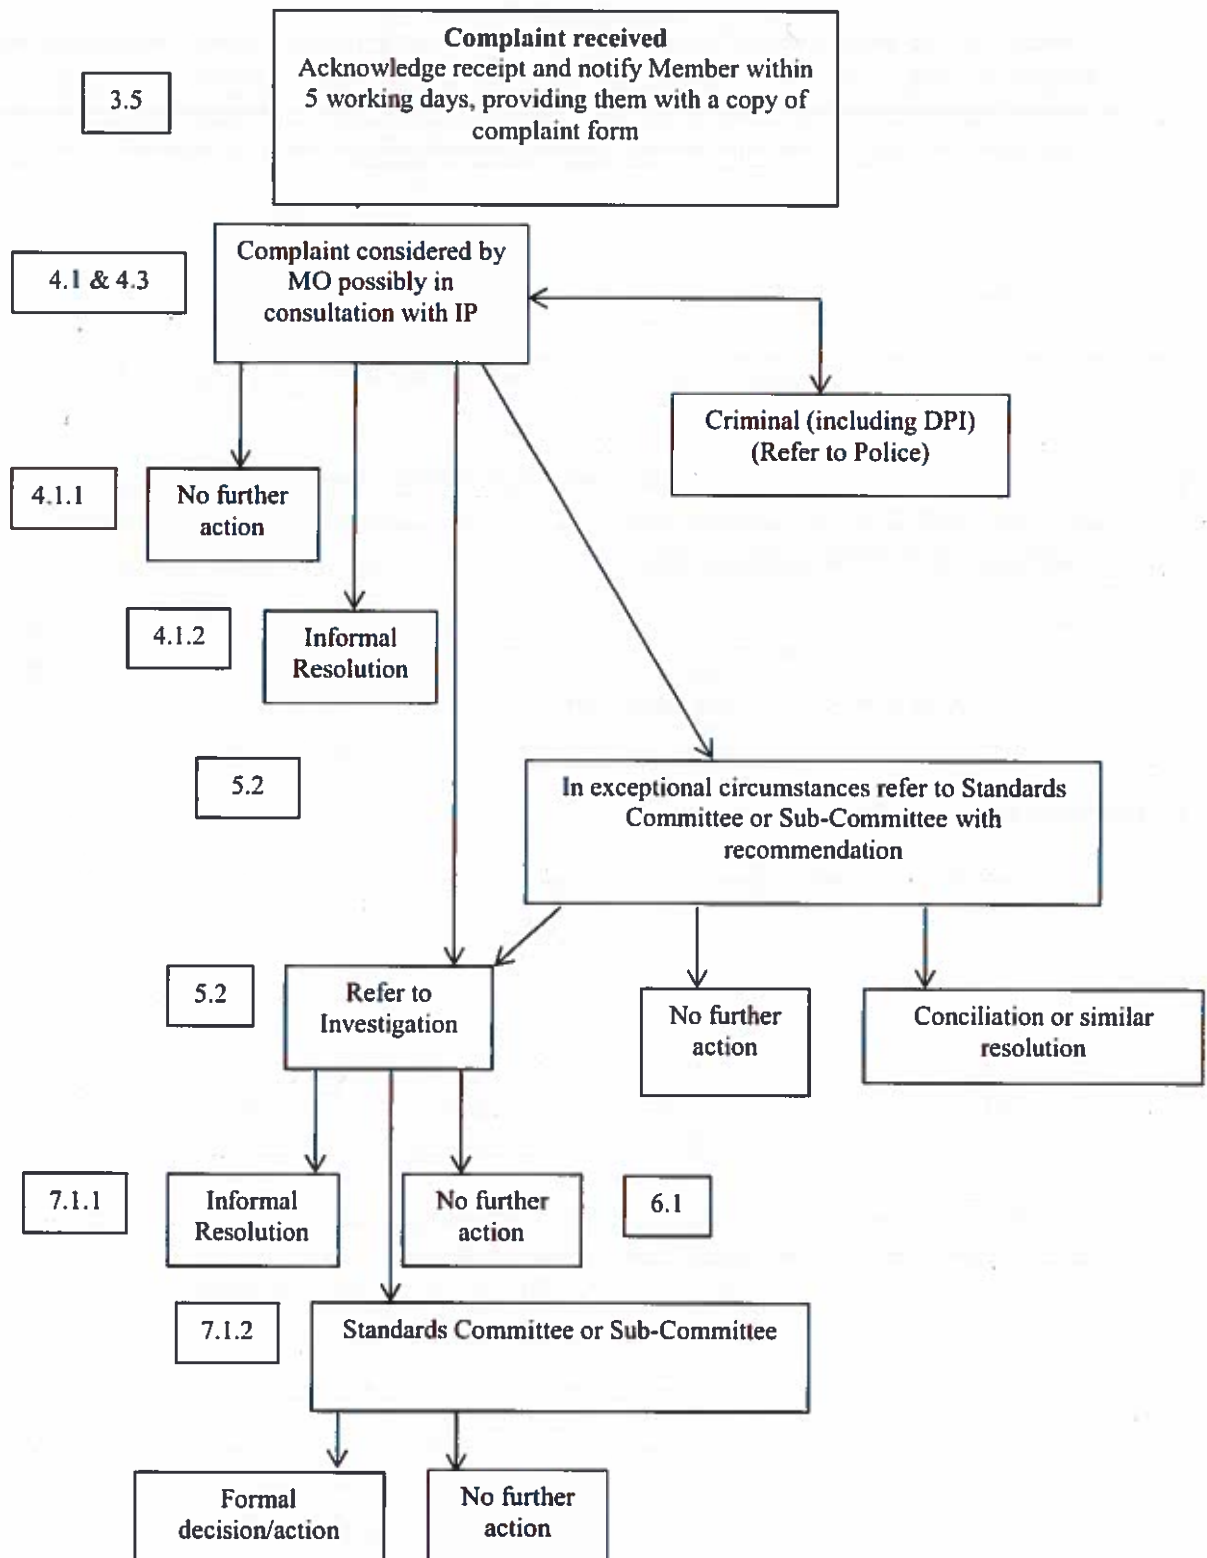 Complaint received
Acknowledge receipt and notify Member within
5 working days, providing them with a copy of
complaint form
3.5
4.1 & 4.3
Complaint considered by
MO possibly in
consultation with IP
Criminal (including DPI)
(Refer to Police)
4.1.1
No further
action
4.1.2
Informal
Resolution
5.2
In exceptional circumstances refer to Standards
Committee or Sub-Committee with
recommendation
5.2
Refer to
Investigation
No further
action
Conciliation or similar
resolution
7.1.1
Informal
Resolution
No further
action
6.1
7.1.2
Standards Committee or Sub-Committee
Formal
decision/action
No further
action